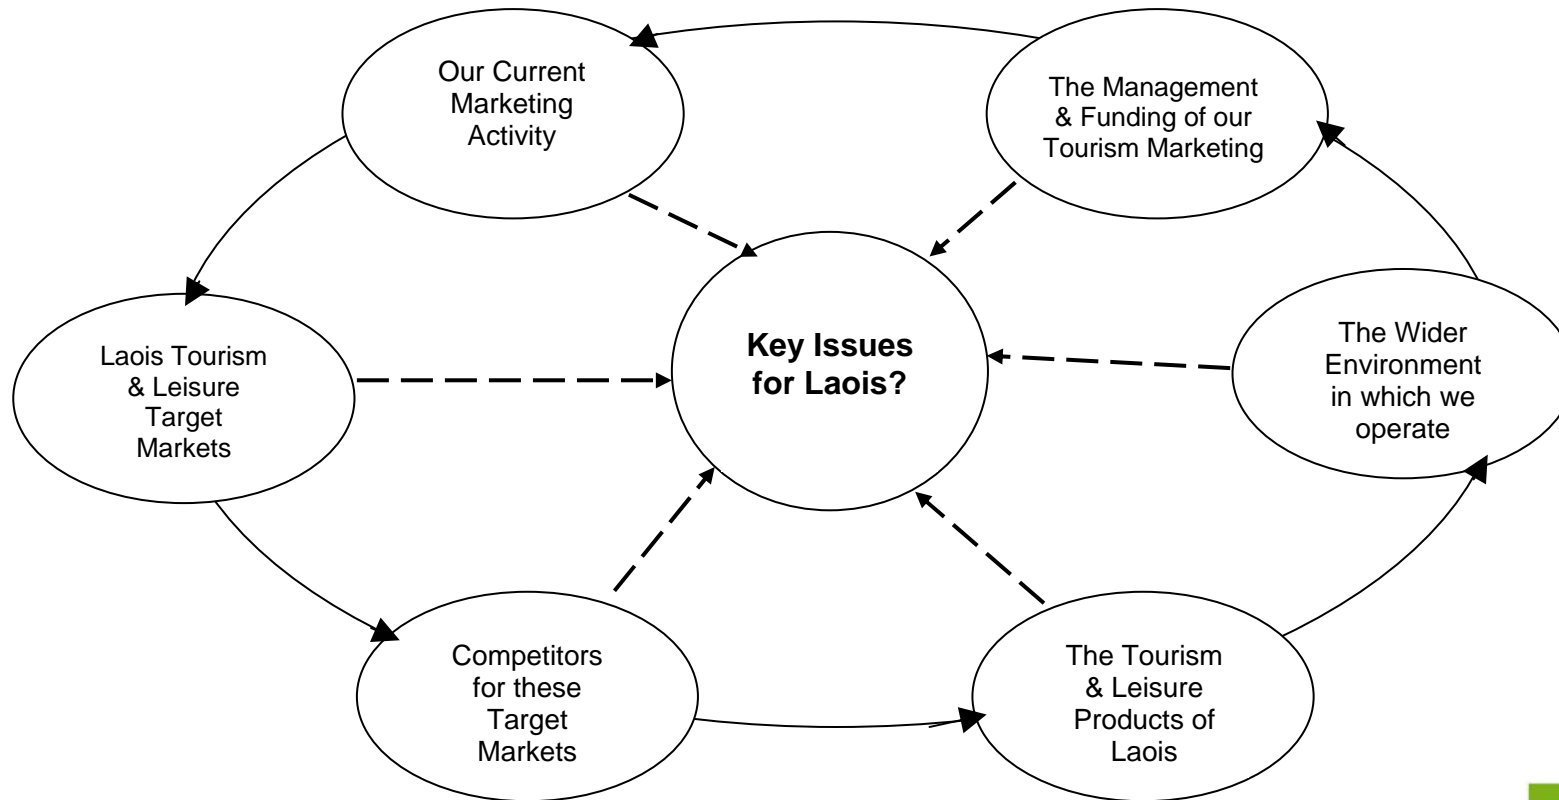 Our Current
Marketing
Activity
The Management
& Funding of our
Tourism Marketing
Laois Tourism
& Leisure
Target
Markets
Key Issues
for Laois?
The Wider
Environment
in which we
operate
Competitors
for these
Target
Markets
The Tourism
& Leisure
Products of
Laois